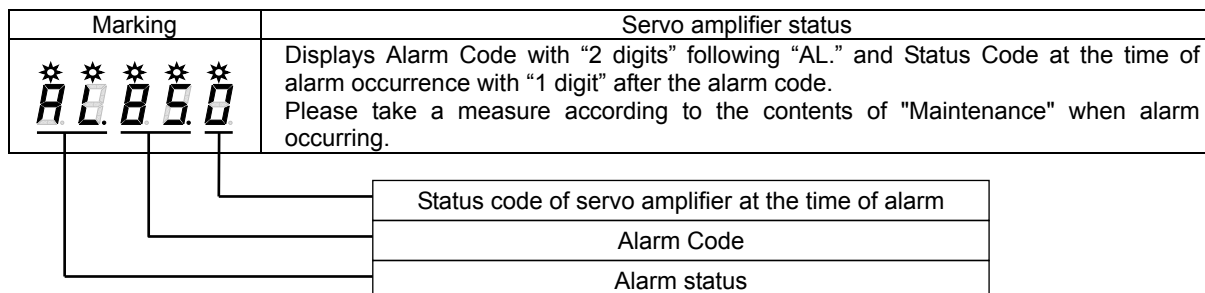 Marking
Servo amplifier status
Displays Alarm Code with “2 digits” following “AL.” and Status Code at the time of
alarm occurrence with “1 digit” after the alarm code.
Please take a measure according to the contents of "Maintenance" when alarm
occurring.
AL.85.0
Status code of servo amplifier at the time of alarm
Alarm Code
Alarm status